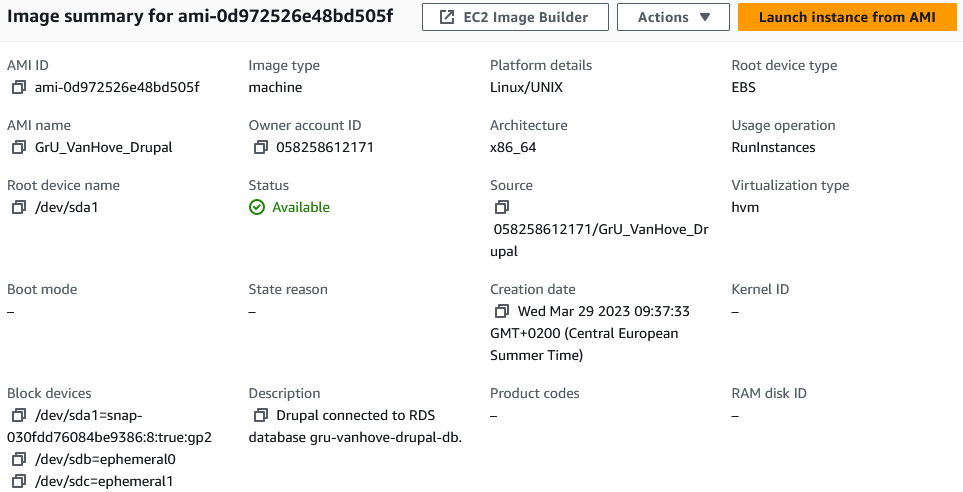 Image summary for ami-0d972526e48bd505f
EC2 Image Builder
Actions
Launch instance from AMI
AMI ID
ami-0d972526e48bd505f
Image type
machine
Platform details
Linux/UNIX
Root device type
EBS
AMI name
GrU_VanHove_Drupal
Owner account ID
058258612171
Architecture
x86_64
Usage operation
RunInstances
Root device name
/dev/sda1
Status
Available
Source
058258612171/GrU_VanHove_Dr
upal
Virtualization type
hvm
Boot mode
–
State reason
–
Creation date
Wed Mar 29 2023 09:37:33
GMT+0200 (Central European
Summer Time)
Kernel ID
–
Block devices
/dev/sda1=snap-
030fdd76084be9386:8:true:gp2
/dev/sdb=ephemeral0
/dev/sdc=ephemeral1
Description
Drupal connected to RDS
database gru-vanhove-drupal-db.
Product codes
–
RAM disk ID
–